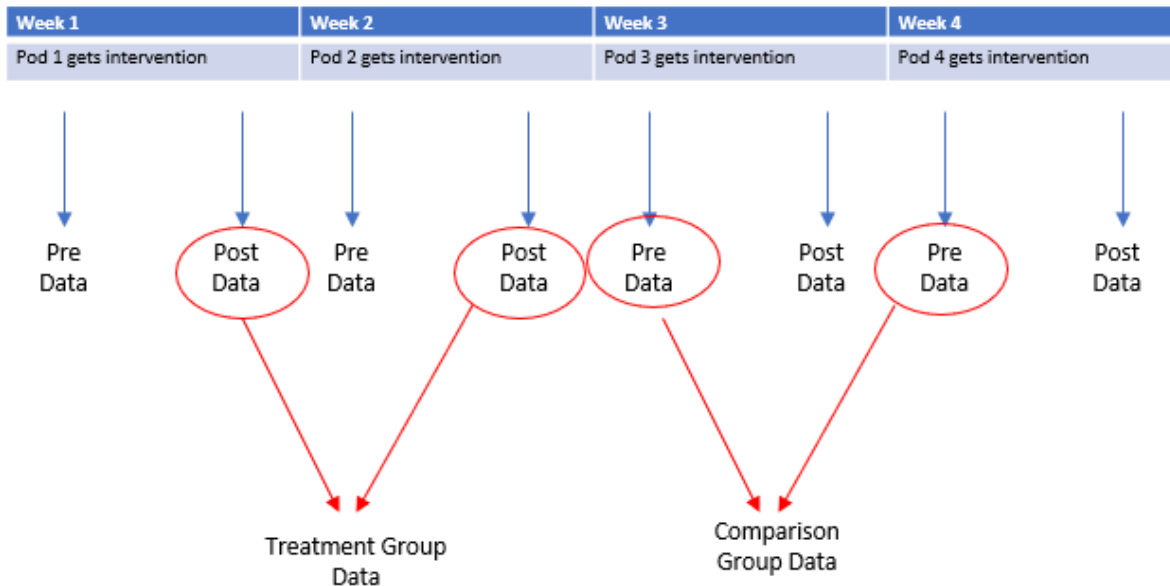 Week 1
Week 2
Week 3
Week 4
Pod 1 gets intervention
Pod 2 gets intervention
Pod 3 gets intervention
Pod 4 gets intervention
Pre
Data
Post
Data
Pre
Data
Post
Data
Pre
Data
Post
Data
Pre
Data
Post
Data
Treatment Group
Data
Comparison
Group Data